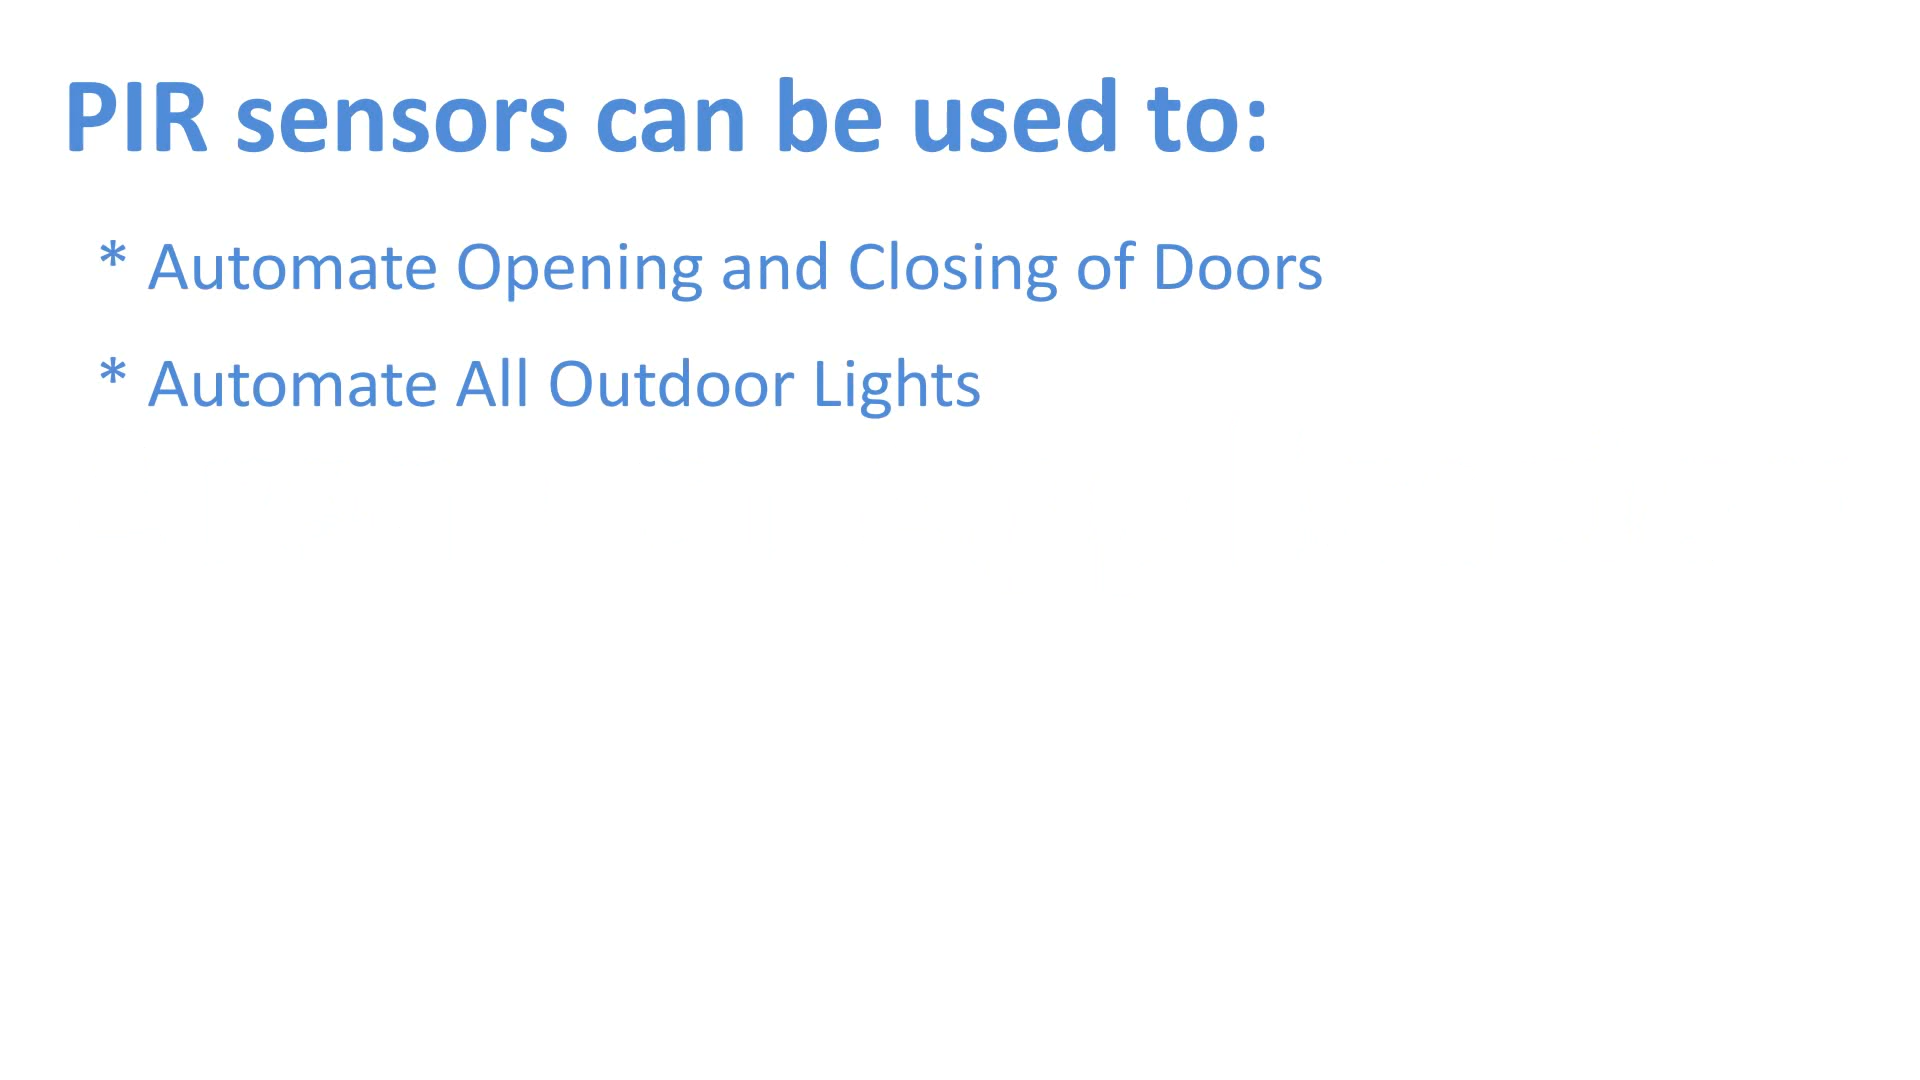 PIR sensors can be used to:
* Automate Opening and Closing of Doors
* Automate All Outdoor Lights